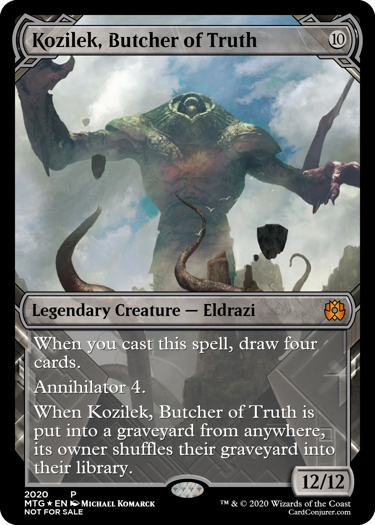 Kozilek, Butcher of Truth 10
Legendary Creature — Eldrazi
When you cast this spell, draw four
cards.
Annihilator 4.
When Kozilek, Butcher of Truth is
put into a graveyard from anywhere,
its owner shuffles their graveyard into
their library.
12/12
2020 P
MTG ★ EN Michael Komarck
NOT FOR SALE
™ & © 2020 Wizards of the Coast
CardConjurer.com